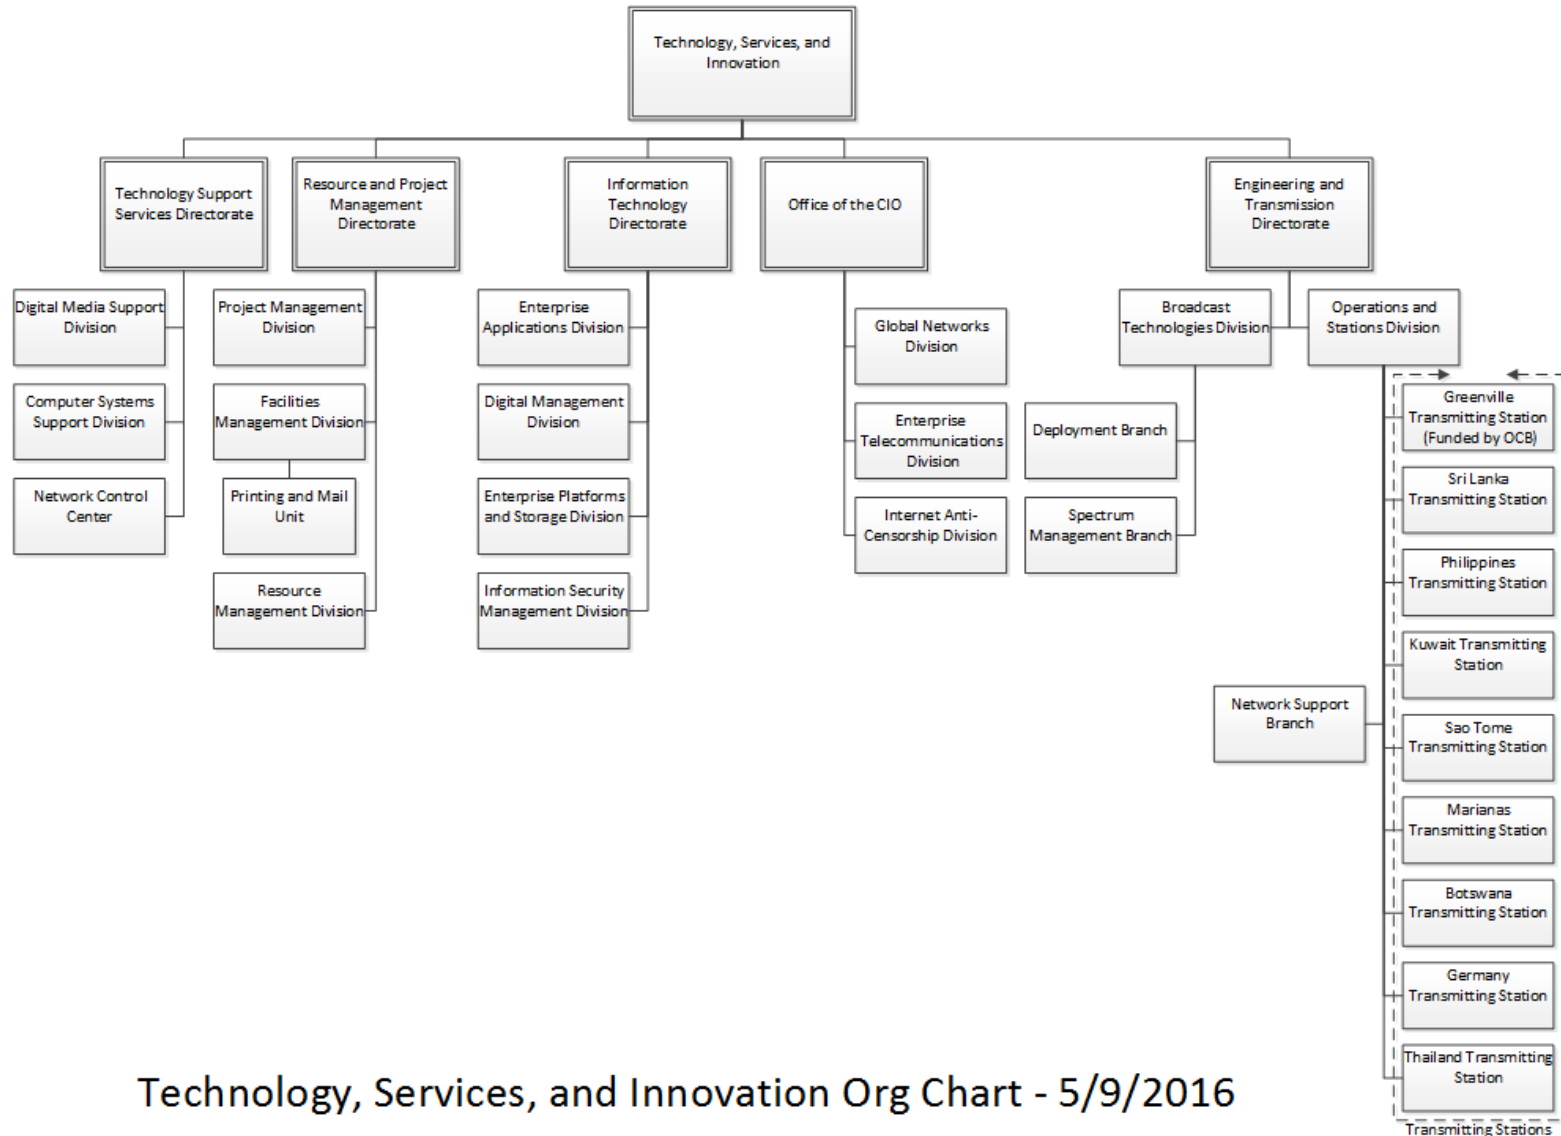 Technology, Services, and
Innovation
Technology Support
Services Directorate
Resource and Project
Management
Directorate
Information
Technology
Directorate
Office of the CIO
Engineering and
Transmission
Directorate
Digital Media Support
Division
Computer Systems
Support Division
Network Control
Center
Project Management
Division
Facilities
Management Division
Printing and Mail
Unit
Resource
Management Division
Enterprise
Applications Division
Digital Management
Division
Enterprise Platforms
and Storage Division
Information Security
Management Division
Global Networks
Division
Enterprise
Telecommunications
Division
Internet Anti-
Censorship Division
Broadcast
Technologies Division
Deployment Branch
Spectrum
Management Branch
Operations and
Stations Division
Network Support
Branch
Greenville
Transmitting Station
(Funded by OCB)
Sri Lanka
Transmitting Station
Philippines
Transmitting Station
Kuwait Transmitting
Station
Sao Tome
Transmitting Station
Marianas
Transmitting Station
Botswana
Transmitting Station
Germany
Transmitting Station
Thailand Transmitting
Station
Transmitting Stations
Technology, Services, and Innovation Org Chart - 5/9/2016